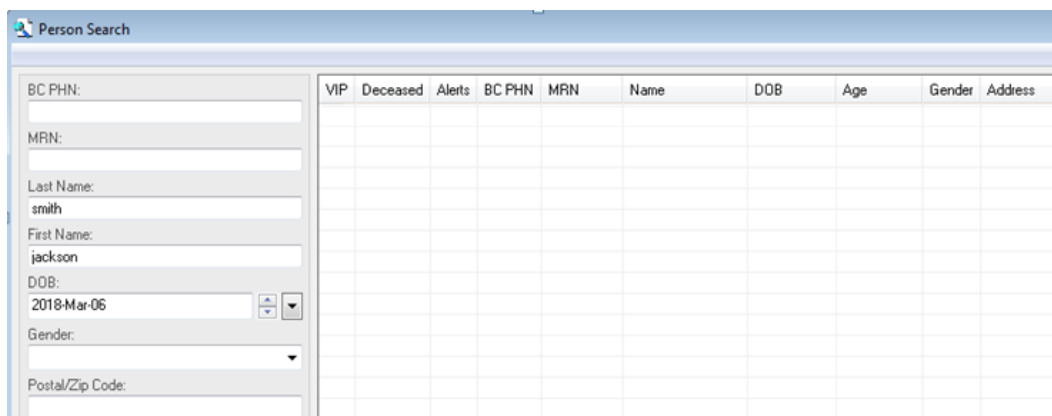 Person Search
BC PHN:
MRN:
Last Name:
smith
First Name:
jackson
DOB:
2018-Mar-06
Gender:
Postal/Zip Code:
VIP Deceased Alerts BC PHN MRN Name DOB Age Gender Address